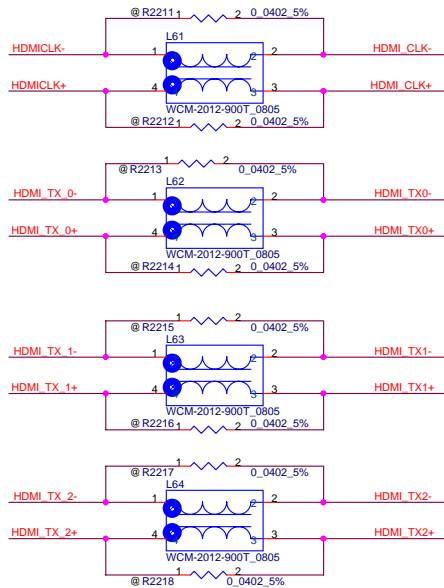 @ R2211 1 2 0_0402_5%
L61
HDMICLK- 1 2 HDMI_CLK-
HDMICLK+ 4 3 HDMI_CLK+
WCM-2012-900T_0805
@ R2212 1 2 0_0402_5%
@ R2213 1 2 0_0402_5%
L62
HDMI_TX_0- 1 2 HDMI_TX0-
HDMI_TX_0+ 4 3 HDMI_TX0+
WCM-2012-900T_0805
@ R2214 1 2 0_0402_5%
@ R2215 1 2 0_0402_5%
L63
HDMI_TX_1- 1 2 HDMI_TX1-
HDMI_TX_1+ 4 3 HDMI_TX1+
WCM-2012-900T_0805
@ R2216 1 2 0_0402_5%
@ R2217 1 2 0_0402_5%
L64
HDMI_TX_2- 1 2 HDMI_TX2-
HDMI_TX_2+ 4 3 HDMI_TX2+
WCM-2012-900T_0805
@ R2218 1 2 0_0402_5%